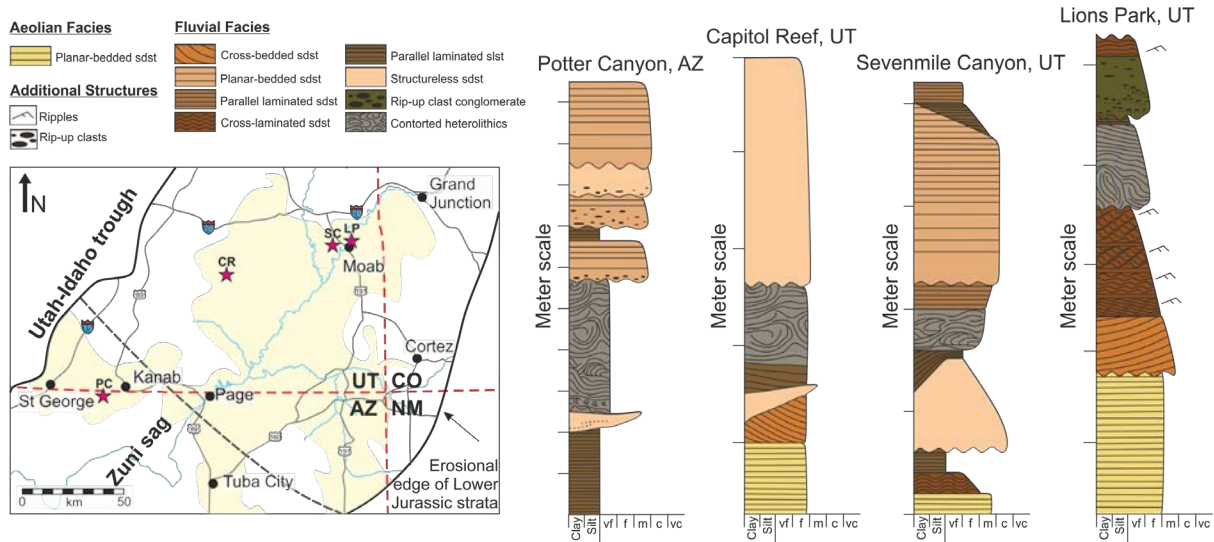 Aeolian Facies
Planar-bedded sdst
Additional Structures
Ripples
Rip-up clasts
Fluvial Facies
Cross-bedded sdst
Planar-bedded sdst
Parallel laminated sdst
Cross-laminated sdst
Parallel laminated slst
Structureless sdst
Rip-up clast conglomerate
Contorted heterolithics
N
Utah-Idaho trough
Grand
Junction
SC
LP
CR
Moab
Cortez
UT
CO
AZ
NM
PC
Kanab
Page
St George
Zuni sag
Tuba City
0
km
50
Erosional
edge of Lower
Jurassic strata
Potter Canyon, AZ
Meter scale
Clay
Silt
vf
f
m
c
vc
Capitol Reef, UT
Meter scale
Clay
Silt
vf
f
m
c
vc
Sevenmile Canyon, UT
Meter scale
Clay
Silt
vf
f
m
c
vc
Lions Park, UT
Meter scale
Clay
Silt
vf
f
m
c
vc